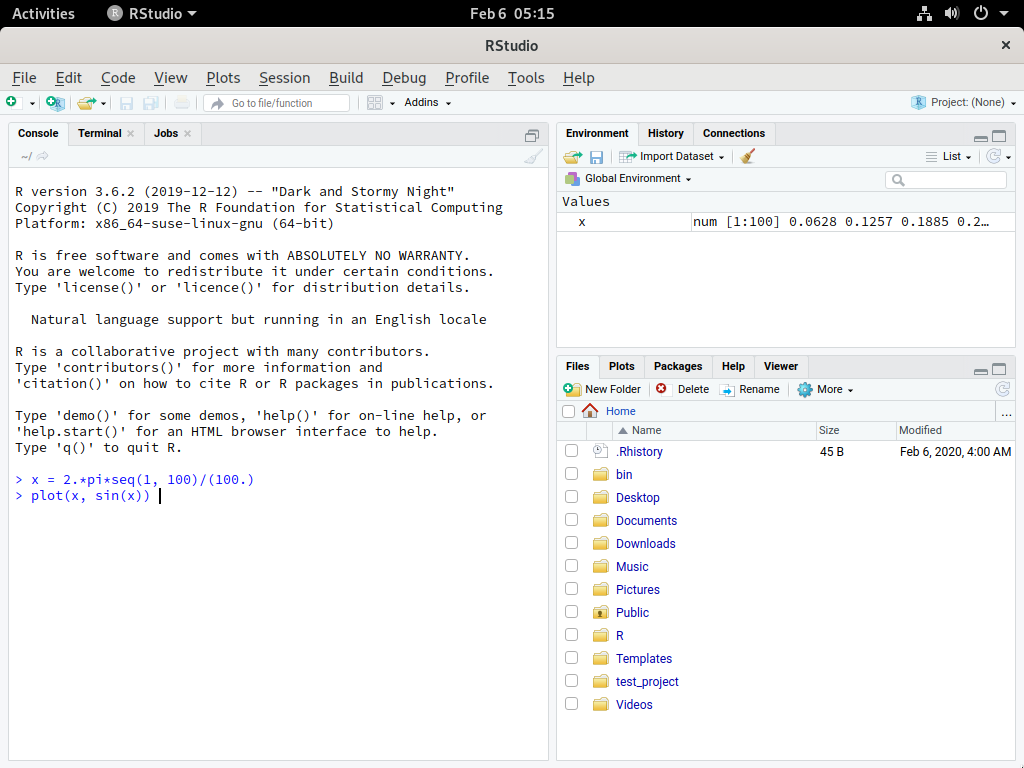 Activities RStudio Feb 6 05:15
RStudio
File Edit Code View Plots Session Build Debug Profile Tools Help
Go to file/function Addins Project: (None)
Console Terminal Jobs
~/
R version 3.6.2 (2019-12-12) -- "Dark and Stormy Night"
Copyright (C) 2019 The R Foundation for Statistical Computing
Platform: x86_64-suse-linux-gnu (64-bit)
R is free software and comes with ABSOLUTELY NO WARRANTY.
You are welcome to redistribute it under certain conditions.
Type 'license()' or 'licence()' for distribution details.
Natural language support but running in an English locale
R is a collaborative project with many contributors.
Type 'contributors()' for more information and
'citation()' on how to cite R or R packages in publications.
Type 'demo()' for some demos, 'help()' for on-line help, or
'help.start()' for an HTML browser interface to help.
Type 'q()' to quit R.
> x = 2.*pi*seq(1, 100)/(100.)
> plot(x, sin(x))
Environment History Connections
Import Dataset List
Global Environment
Values
x num [1:100] 0.0628 0.1257 0.1885 0.2…
Files Plots Packages Help Viewer
New Folder Delete Rename More
Home ...
Name Size Modified
.Rhistory 45 B Feb 6, 2020, 4:00 AM
bin
Desktop
Documents
Downloads
Music
Pictures
Public
R
Templates
test_project
Videos